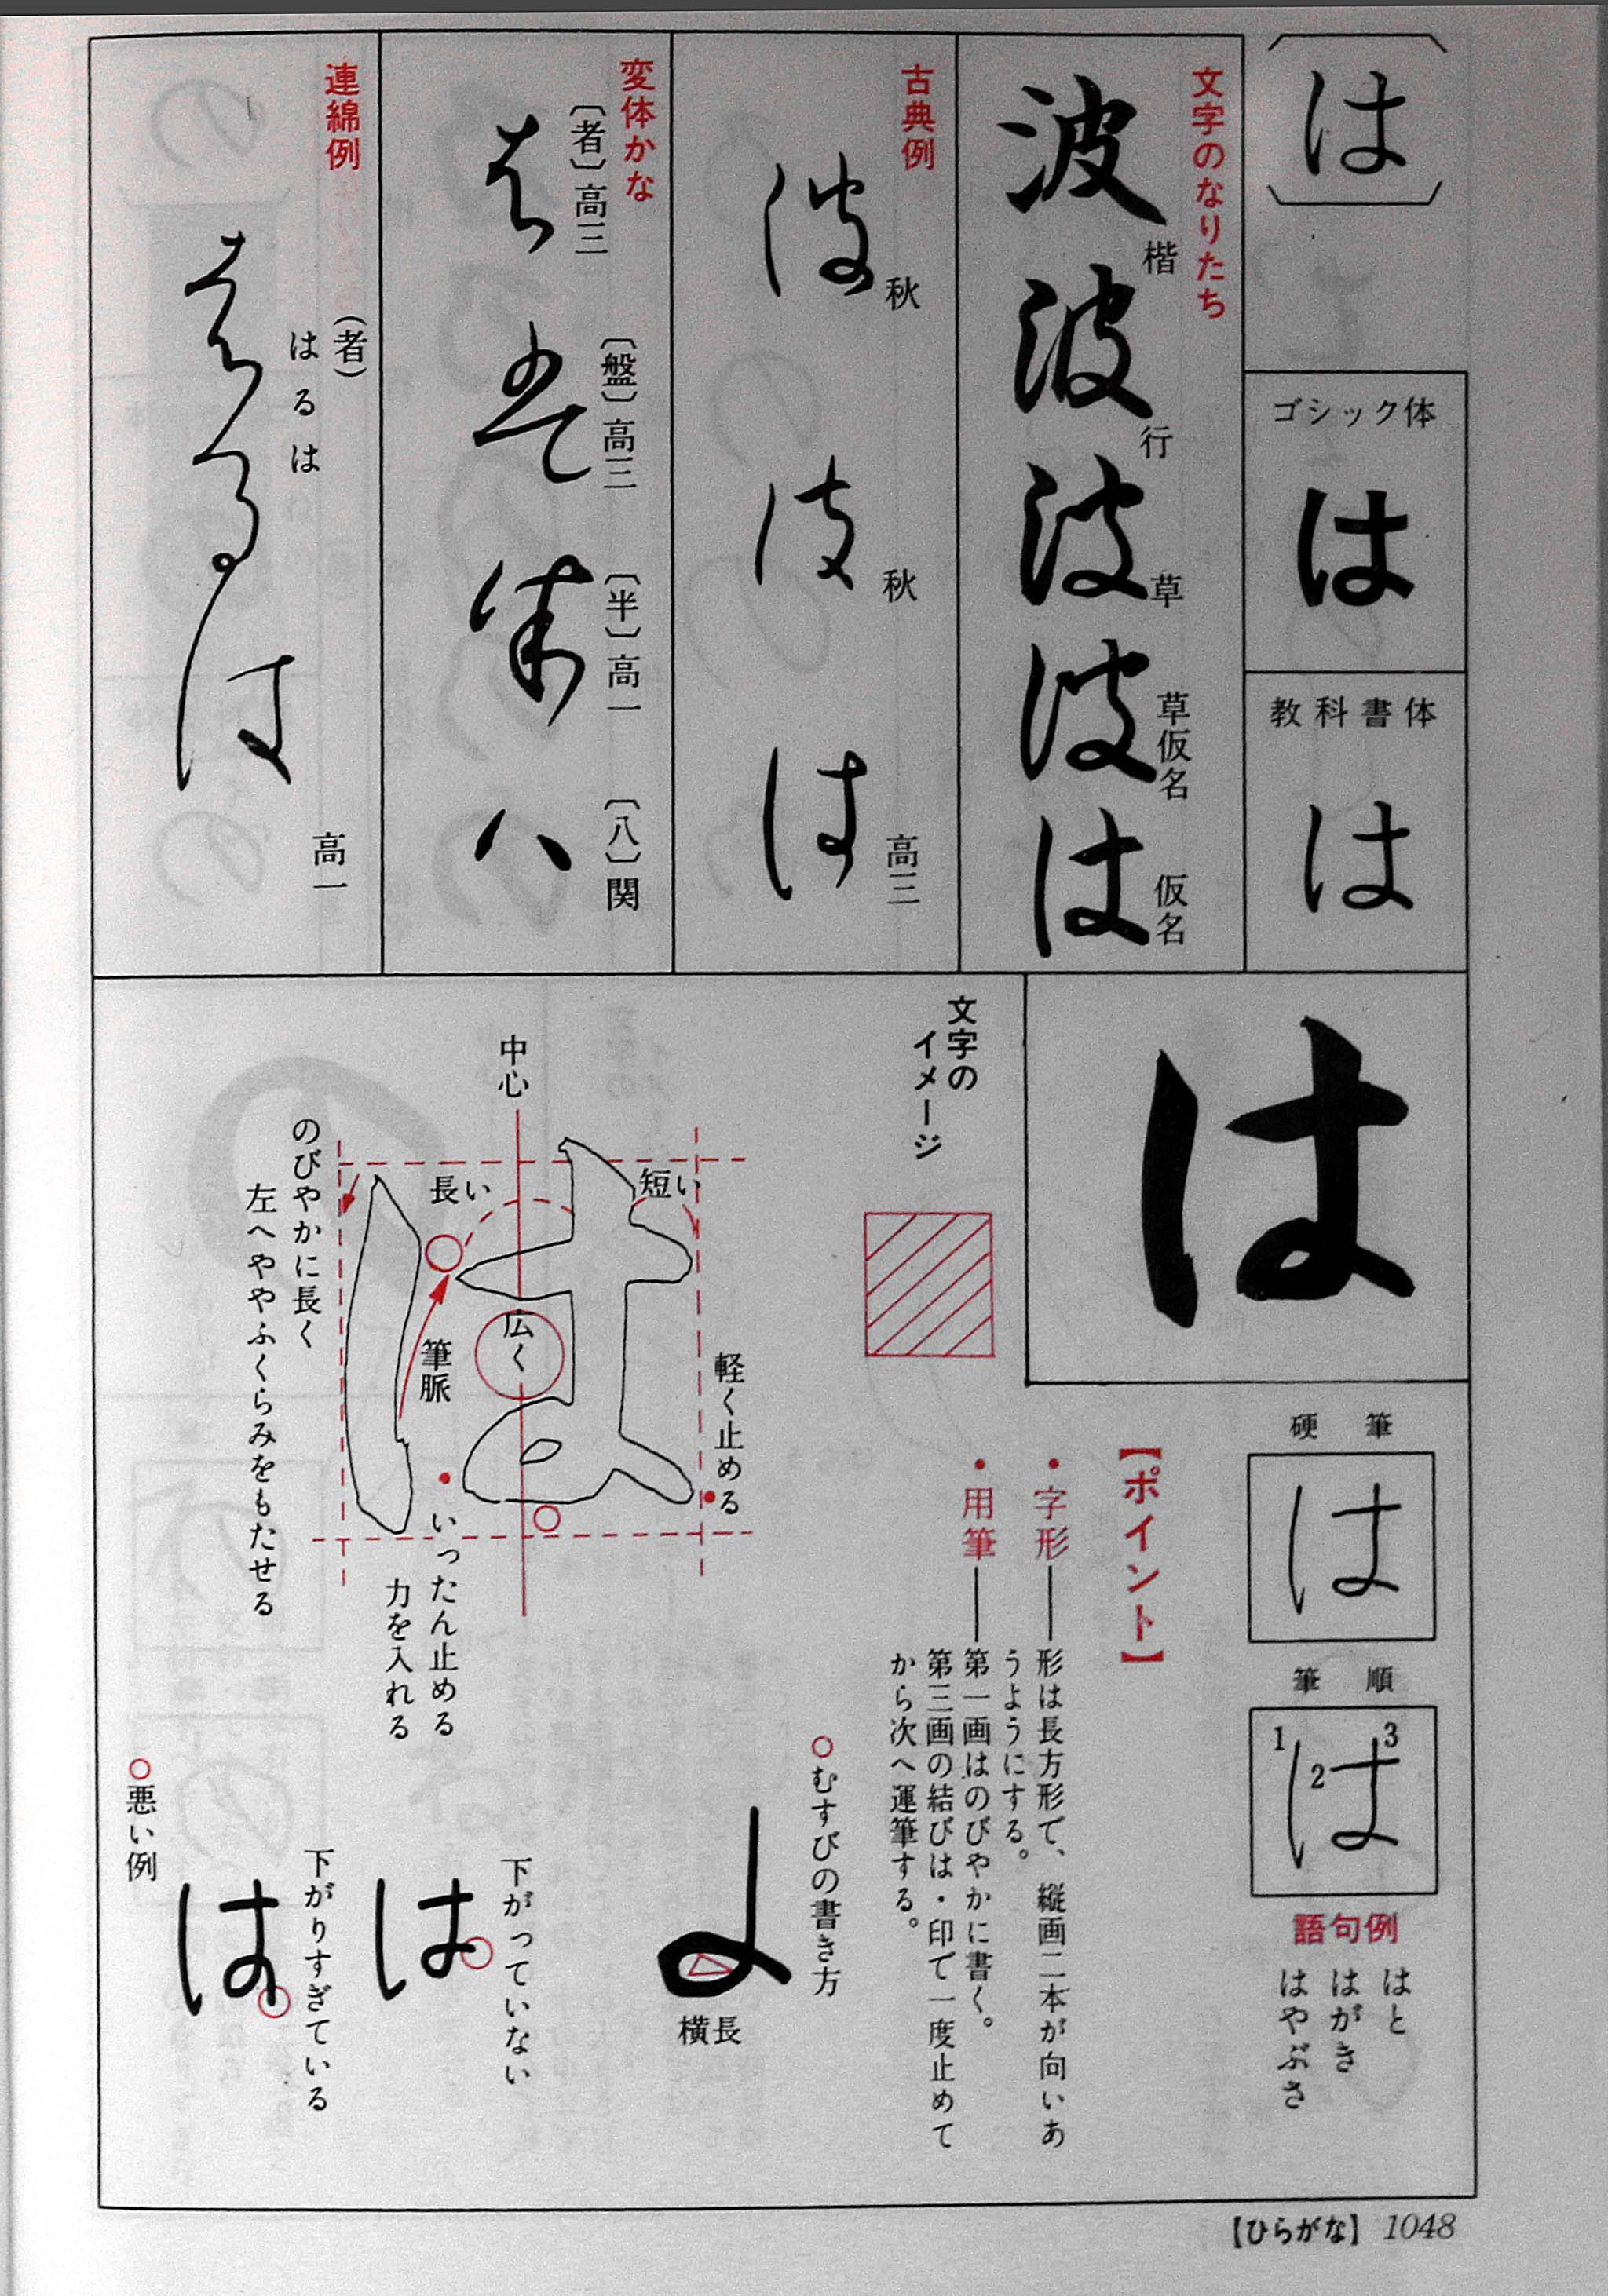 は
ゴシック体
は
教科書体
は
文字のなりたち
波 楷
波 行
波 草
波 草仮名
は 仮名
古典例
波 秋
波 秋
は 高三
変体かな
〔者〕高三
〔盤〕高三
〔半〕高一
〔八〕関
連綿例
(者)
はるは
高一
は
硬筆
は
筆順
は
1
2
3
語句例
はと
はがき
はやぶさ
【ポイント】
・字形―形は長方形で、縦画二本が向いあ
うようにする。
・用筆―第一画はのびやかに書く。
第三画の結びは・印で一度止めて
から次へ運筆する。
文字の
イメージ
中心
短い
長い
広く
筆脈
軽く止める
・いったん止める
力を入れる
のびやかに長く
左へややふくらみをもたせる
○むすびの書き方
横長
下がっていない
は
下がりすぎている
は
○悪い例
【ひらがな】 1048